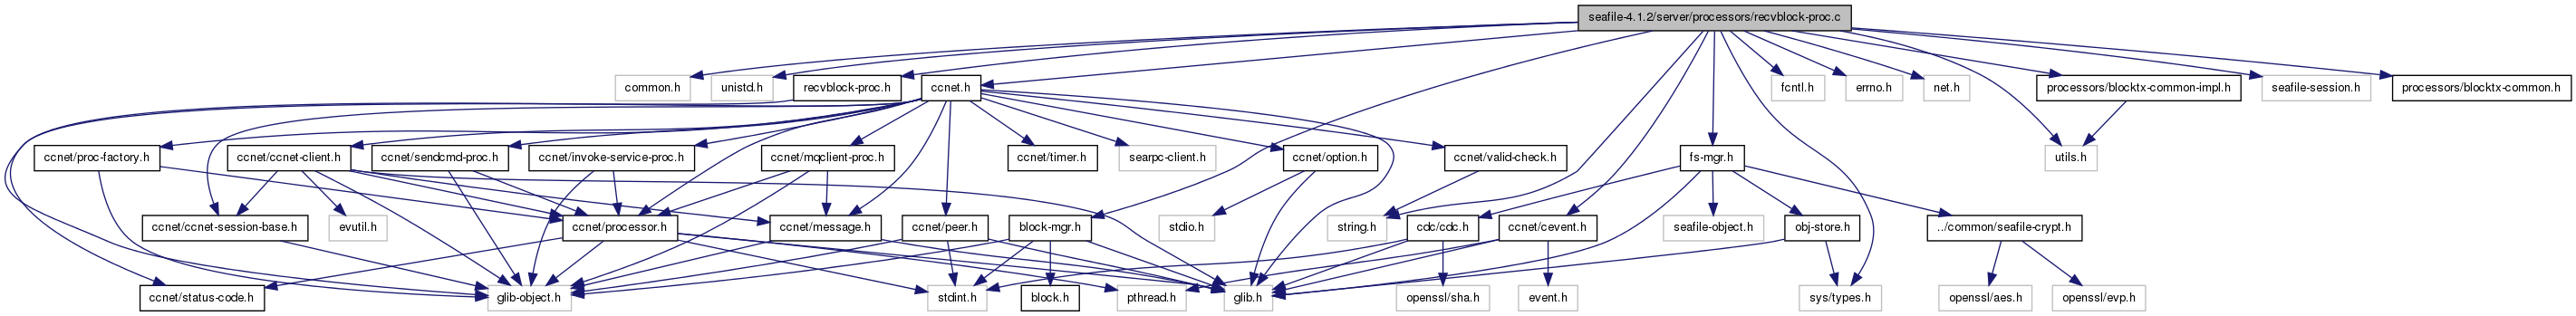 seafile-4.1.2/server/processors/recvblock-proc.c
common.h
unistd.h
recvblock-proc.h
ccnet.h
fcntl.h
errno.h
net.h
processors/blocktx-common-impl.h
seafile-session.h
processors/blocktx-common.h
ccnet/proc-factory.h
ccnet/ccnet-client.h
ccnet/sendcmd-proc.h
ccnet/invoke-service-proc.h
ccnet/mqclient-proc.h
ccnet/timer.h
searpc-client.h
ccnet/option.h
ccnet/valid-check.h
fs-mgr.h
utils.h
ccnet/ccnet-session-base.h
evutil.h
ccnet/processor.h
ccnet/message.h
ccnet/peer.h
block-mgr.h
stdio.h
string.h
cdc/cdc.h
ccnet/cevent.h
seafile-object.h
obj-store.h
../common/seafile-crypt.h
ccnet/status-code.h
glib-object.h
stdint.h
block.h
pthread.h
glib.h
openssl/sha.h
event.h
sys/types.h
openssl/aes.h
openssl/evp.h